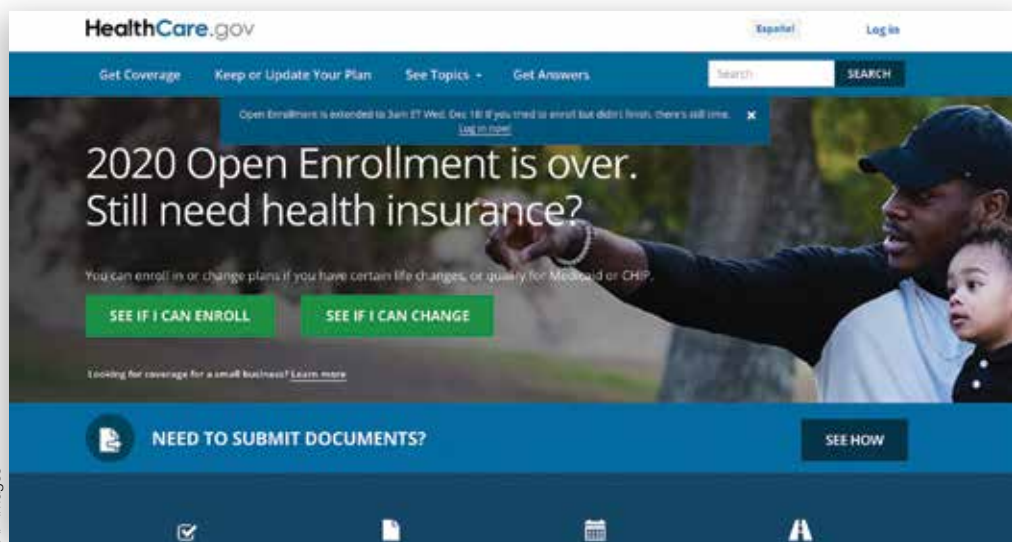 HealthCare.gov
Español
Log in
Get Coverage
Keep or Update Your Plan
See Topics
Get Answers
Search
SEARCH
Open Enrollment is extended to 3am ET Wed, Dec 18! If you tried to enroll but didn't finish, there's still time.
Log in now!
2020 Open Enrollment is over.
Still need health insurance?
You can enroll in or change plans if you have certain life changes, or qualify for Medicaid or CHIP.
SEE IF I CAN ENROLL
SEE IF I CAN CHANGE
Looking for coverage for a small business? Learn more
NEED TO SUBMIT DOCUMENTS?
SEE HOW